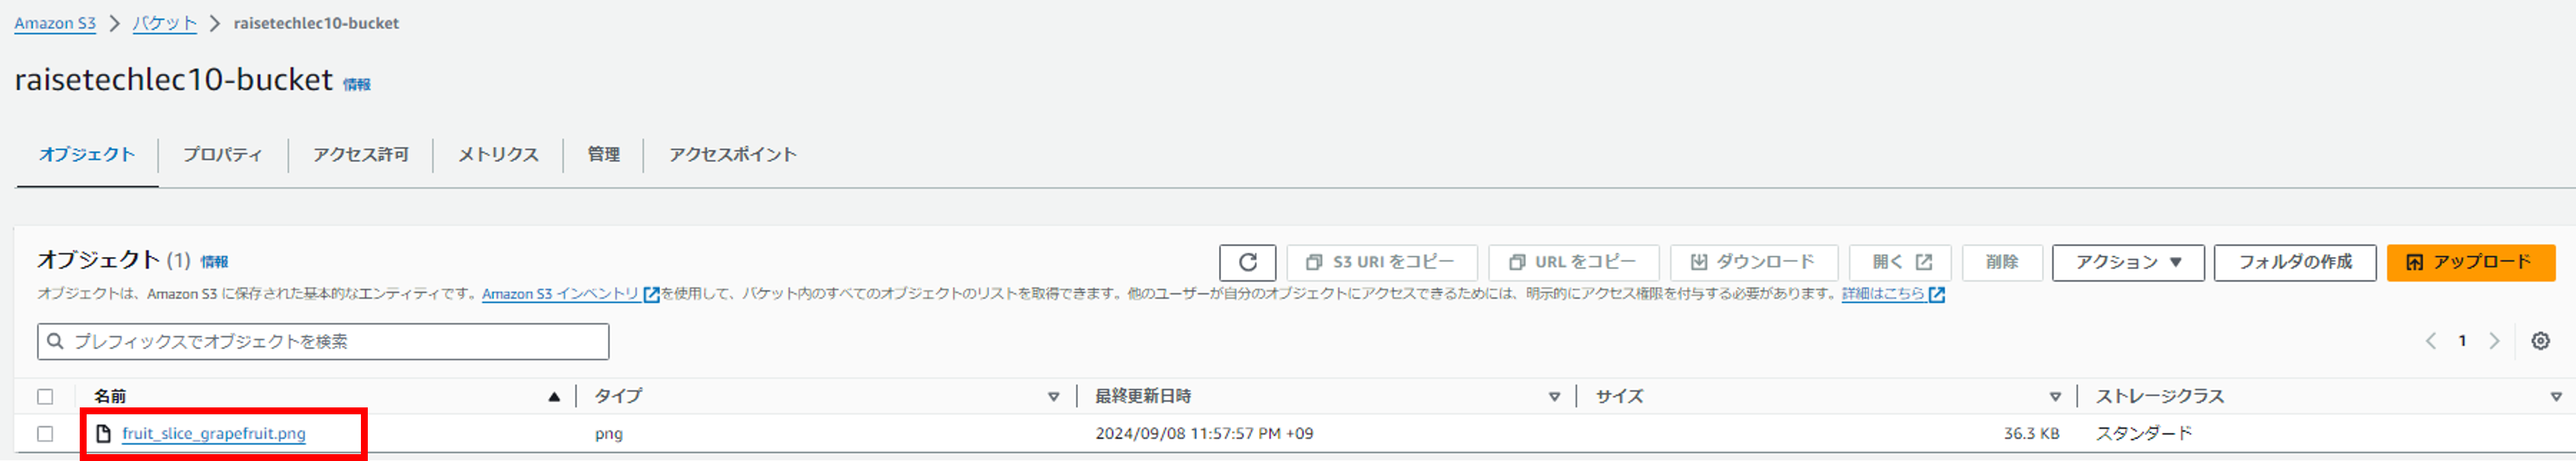 Amazon S3 > バケット > raisetechlec10-bucket
raisetechlec10-bucket 情報
オブジェクト プロパティ アクセス許可 メトリクス 管理 アクセスポイント
オブジェクト (1) 情報 S3 URI をコピー URL をコピー ダウンロード 開く 削除 アクション ▼ フォルダの作成 アップロード
オブジェクトは、Amazon S3 に保存された基本的なエンティティです。Amazon S3 インベントリ を使用して、バケット内のすべてのオブジェクトのリストを取得できます。他のユーザーが自分のオブジェクトにアクセスできるためには、明示的にアクセス権限を付与する必要があります。詳細はこちら
プレフィックスでオブジェクトを検索 < 1 >
名前 タイプ 最終更新日時 サイズ ストレージクラス
fruit_slice_grapefruit.png png 2024/09/08 11:57:57 PM +09 36.3 KB スタンダード